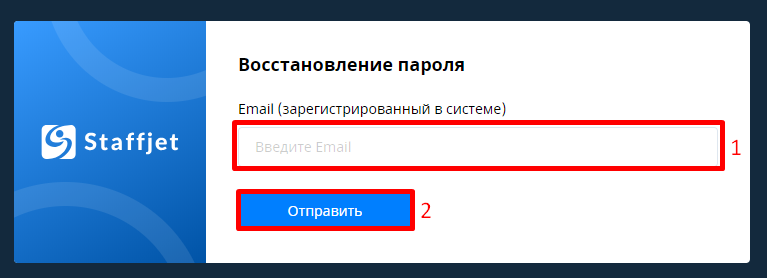 Восстановление пароля
Email (зарегистрированный в системе)
Staffjet
Введите Email
1
Отправить
2